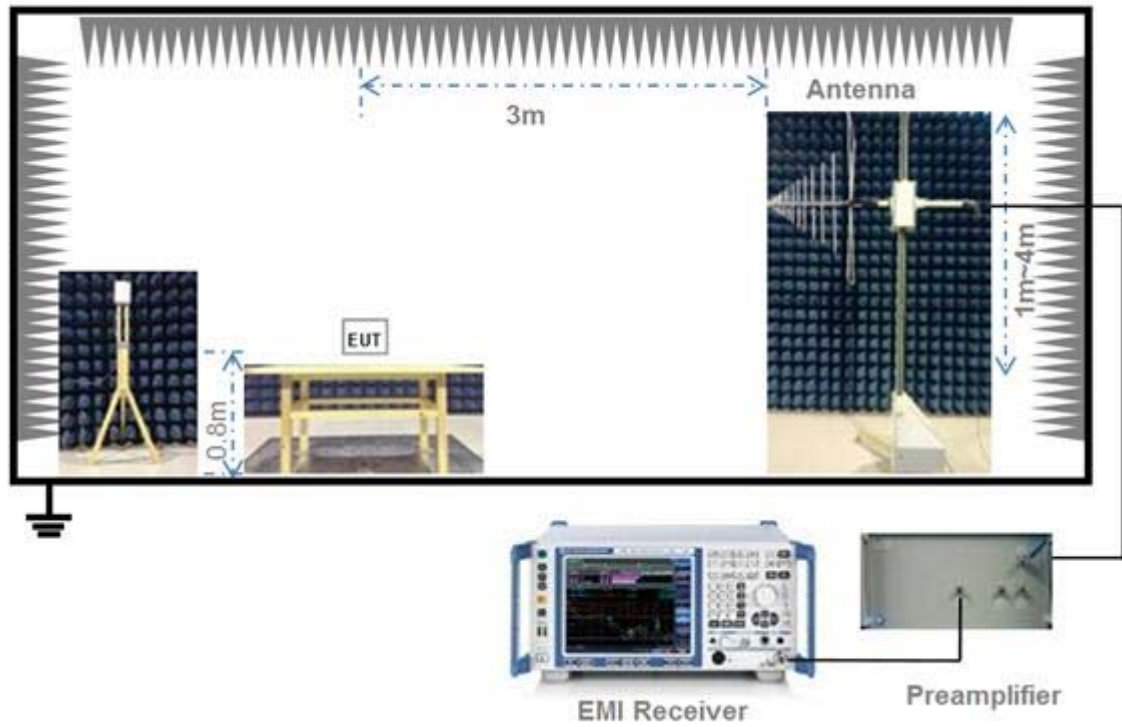 Antenna
3m
1m~4m
EUT
0.8m
EMI Receiver
Preamplifier